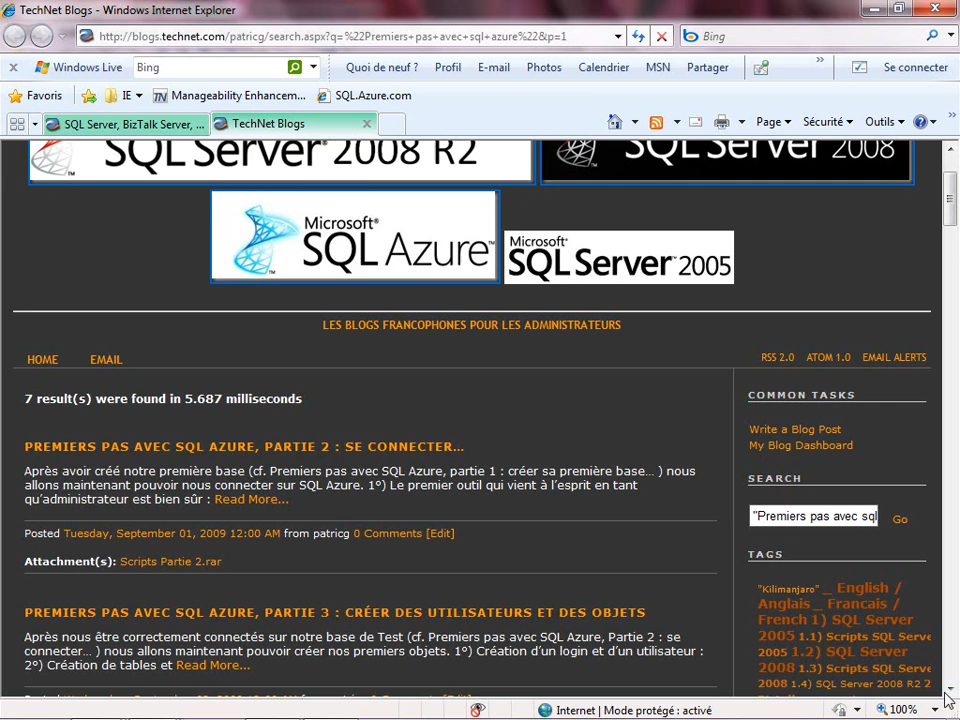 TechNet Blogs - Windows Internet Explorer
http://blogs.technet.com/patricg/search.aspx?q=%22Premiers+pas+avec+sql+azure%22&p=1
Bing
Windows Live Bing Quoi de neuf ? Profil E-mail Photos Calendrier MSN Partager Se connecter
Favoris IE Manageability Enhancem... SQL.Azure.com
SQL Server, BizTalk Server, ... TechNet Blogs Page Sécurité Outils
SQL Server 2008 R2
SQL Server 2008
Microsoft®
SQL Azure™
Microsoft®
SQL Server™ 2005
LES BLOGS FRANCOPHONES POUR LES ADMINISTRATEURS
HOME EMAIL RSS 2.0 ATOM 1.0 EMAIL ALERTS
7 result(s) were found in 5.687 milliseconds
PREMIERS PAS AVEC SQL AZURE, PARTIE 2 : SE CONNECTER...
Après avoir créé notre première base (cf. Premiers pas avec SQL Azure, partie 1 : créer sa première base... ) nous
allons maintenant pouvoir nous connecter sur SQL Azure. 1°) Le premier outil qui vient à l'esprit en tant
qu'administrateur est bien sûr : Read More...
Posted Tuesday, September 01, 2009 12:00 AM from patricg 0 Comments [Edit]
Attachment(s): Scripts Partie 2.rar
PREMIERS PAS AVEC SQL AZURE, PARTIE 3 : CRÉER DES UTILISATEURS ET DES OBJETS
Après nous être correctement connectés sur notre base de Test (cf. Premiers pas avec SQL Azure, Partie 2 : se
connecter... ) nous allons maintenant pouvoir créer nos premiers objets. 1°) Création d'un login et d'un utilisateur :
2°) Création de tables et Read More...
COMMON TASKS
Write a Blog Post
My Blog Dashboard
SEARCH
"Premiers pas avec sql Go
TAGS
"Kilimanjaro" _ English /
Anglais _ Francais /
French 1) SQL Server
2005 1.1) Scripts SQL Serve
2005 1.2) SQL Server
2008 1.3) Scripts SQL Serve
2008 1.4) SQL Server 2008 R2 2
Internet | Mode protégé : activé 100%